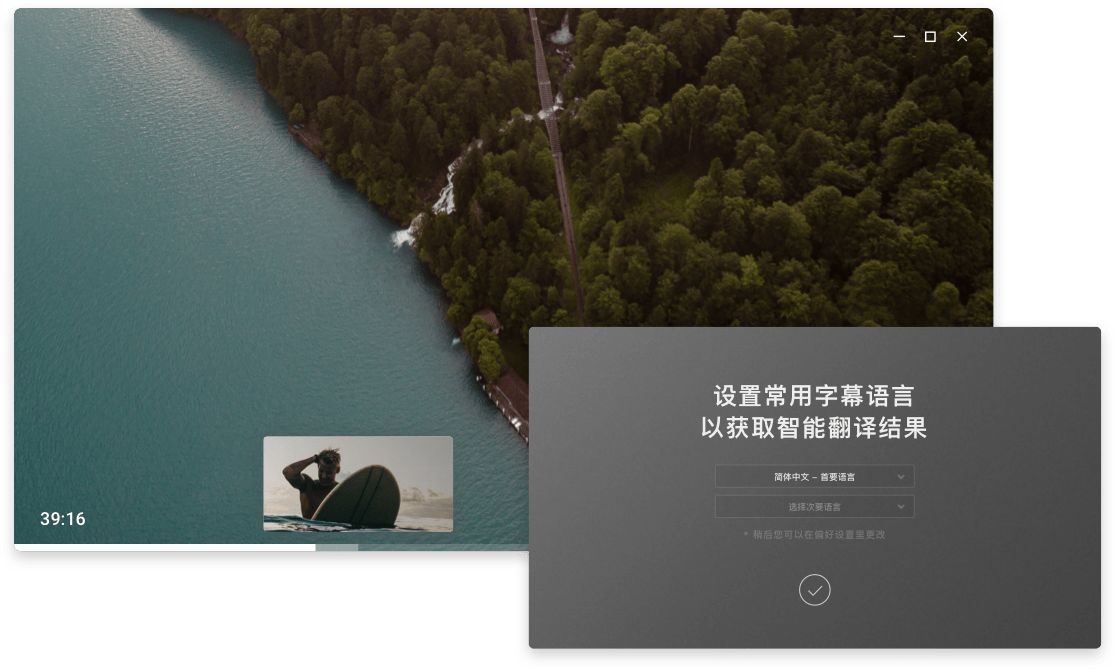 39:16
设置常用字幕语言
以获取智能翻译结果
简体中文 – 首要语言
选择次要语言
* 稍后您可以在偏好设置里更改